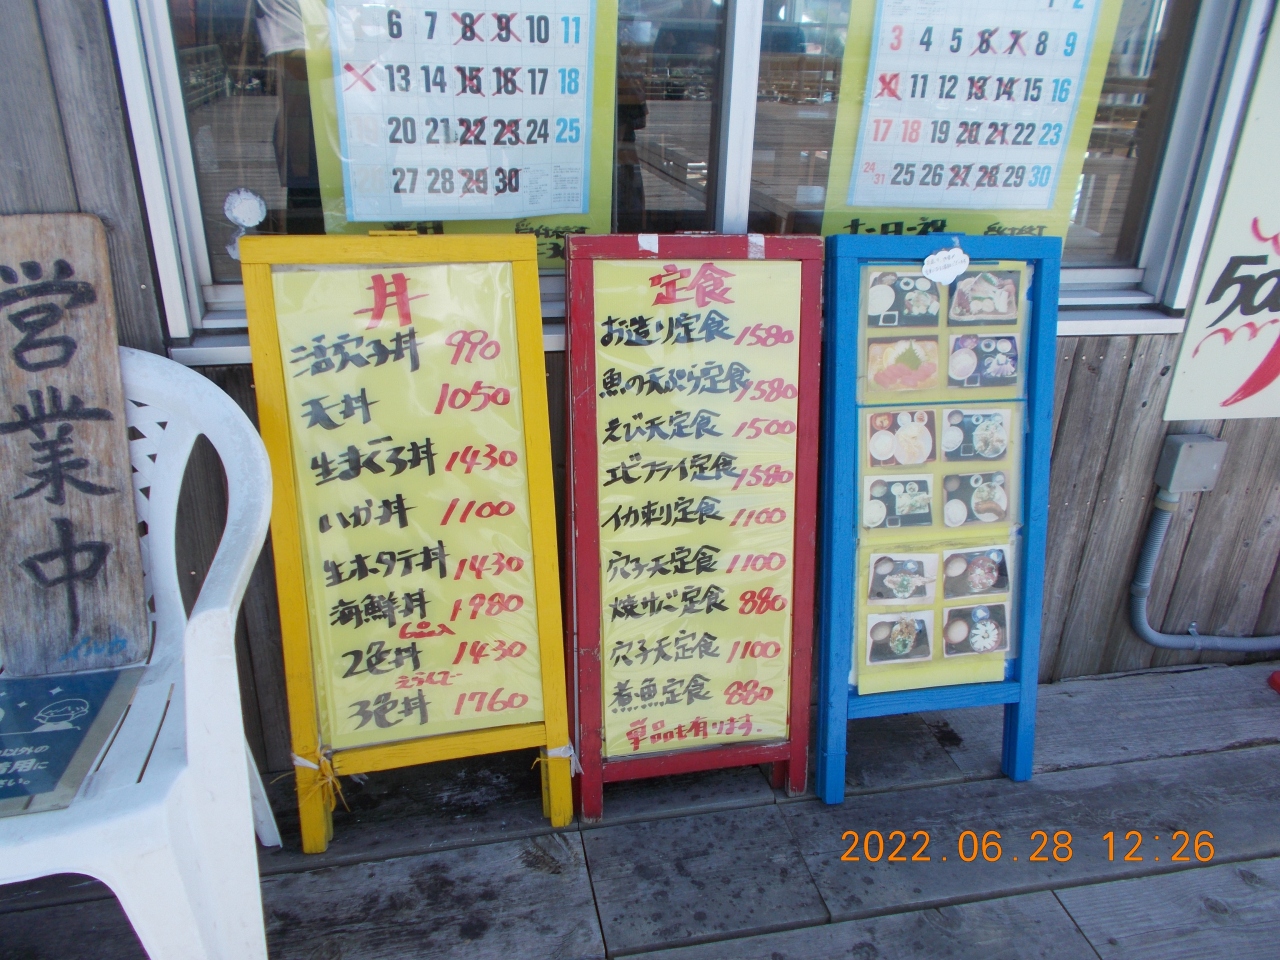 6 7 8 9 10 11
13 14 15 16 17 18
20 21 22 23 24 25
27 28 29 30
2
3 4 5 6 7 8 9
11 12 13 14 15 16
17 18 19 20 21 22 23
24/31 25 26 27 28 29 30
土・日・祝
営業中
丼
活穴子丼 990
天丼 1050
生まぐろ丼 1430
いか丼 1100
生ホタテ丼 1430
海鮮丼 1980
2色丼 1430
3色丼 1760
定食
お造り定食 1580
魚の天ぷら定食 1580
えび天定食 1500
エビフライ定食 1580
イカ刺り定食 1100
穴子天定食 1100
焼サバ定食 880
穴子天定食 1100
煮魚定食 880
単品も有ります。
50
2022.06.28 12:26